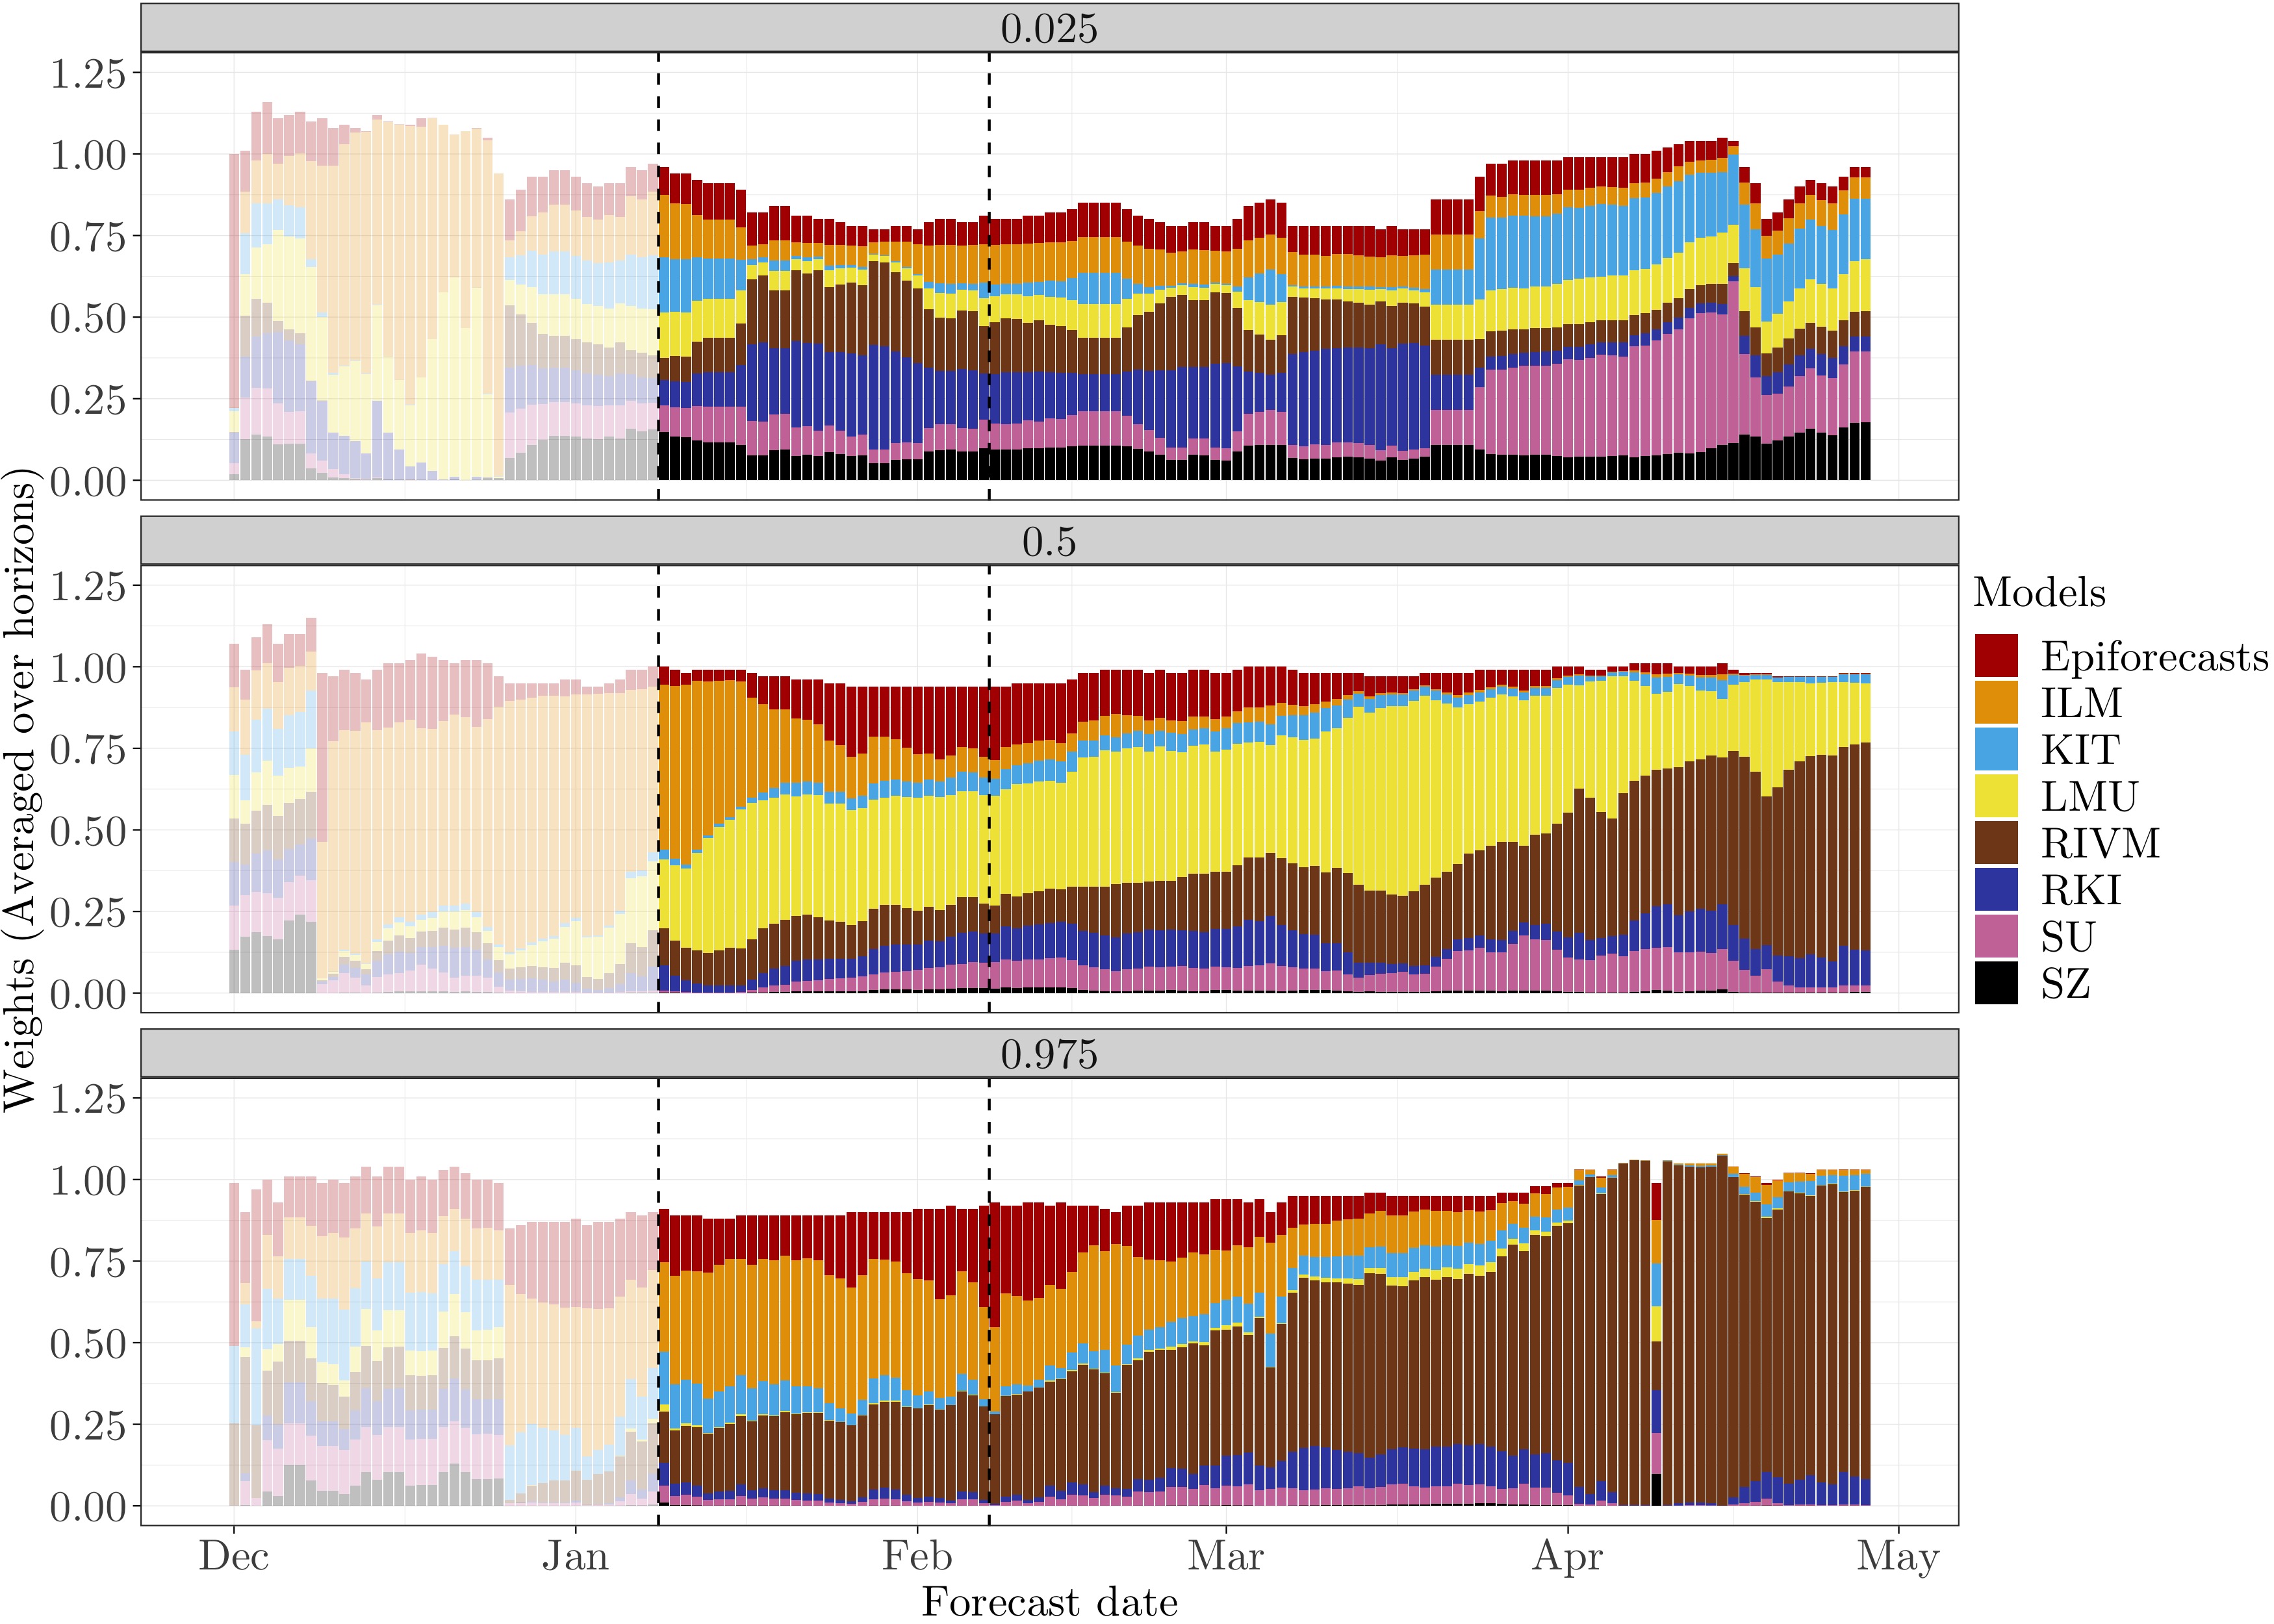 Weights (Averaged over horizons)
0.025
1.25
1.00
0.75
0.50
0.25
0.00
0.5
1.25
1.00
0.75
0.50
0.25
0.00
0.975
1.25
1.00
0.75
0.50
0.25
0.00
Dec Jan Feb Mar Apr May
Forecast date
Models
Epiforecasts
ILM
KIT
LMU
RIVM
RKI
SU
SZ